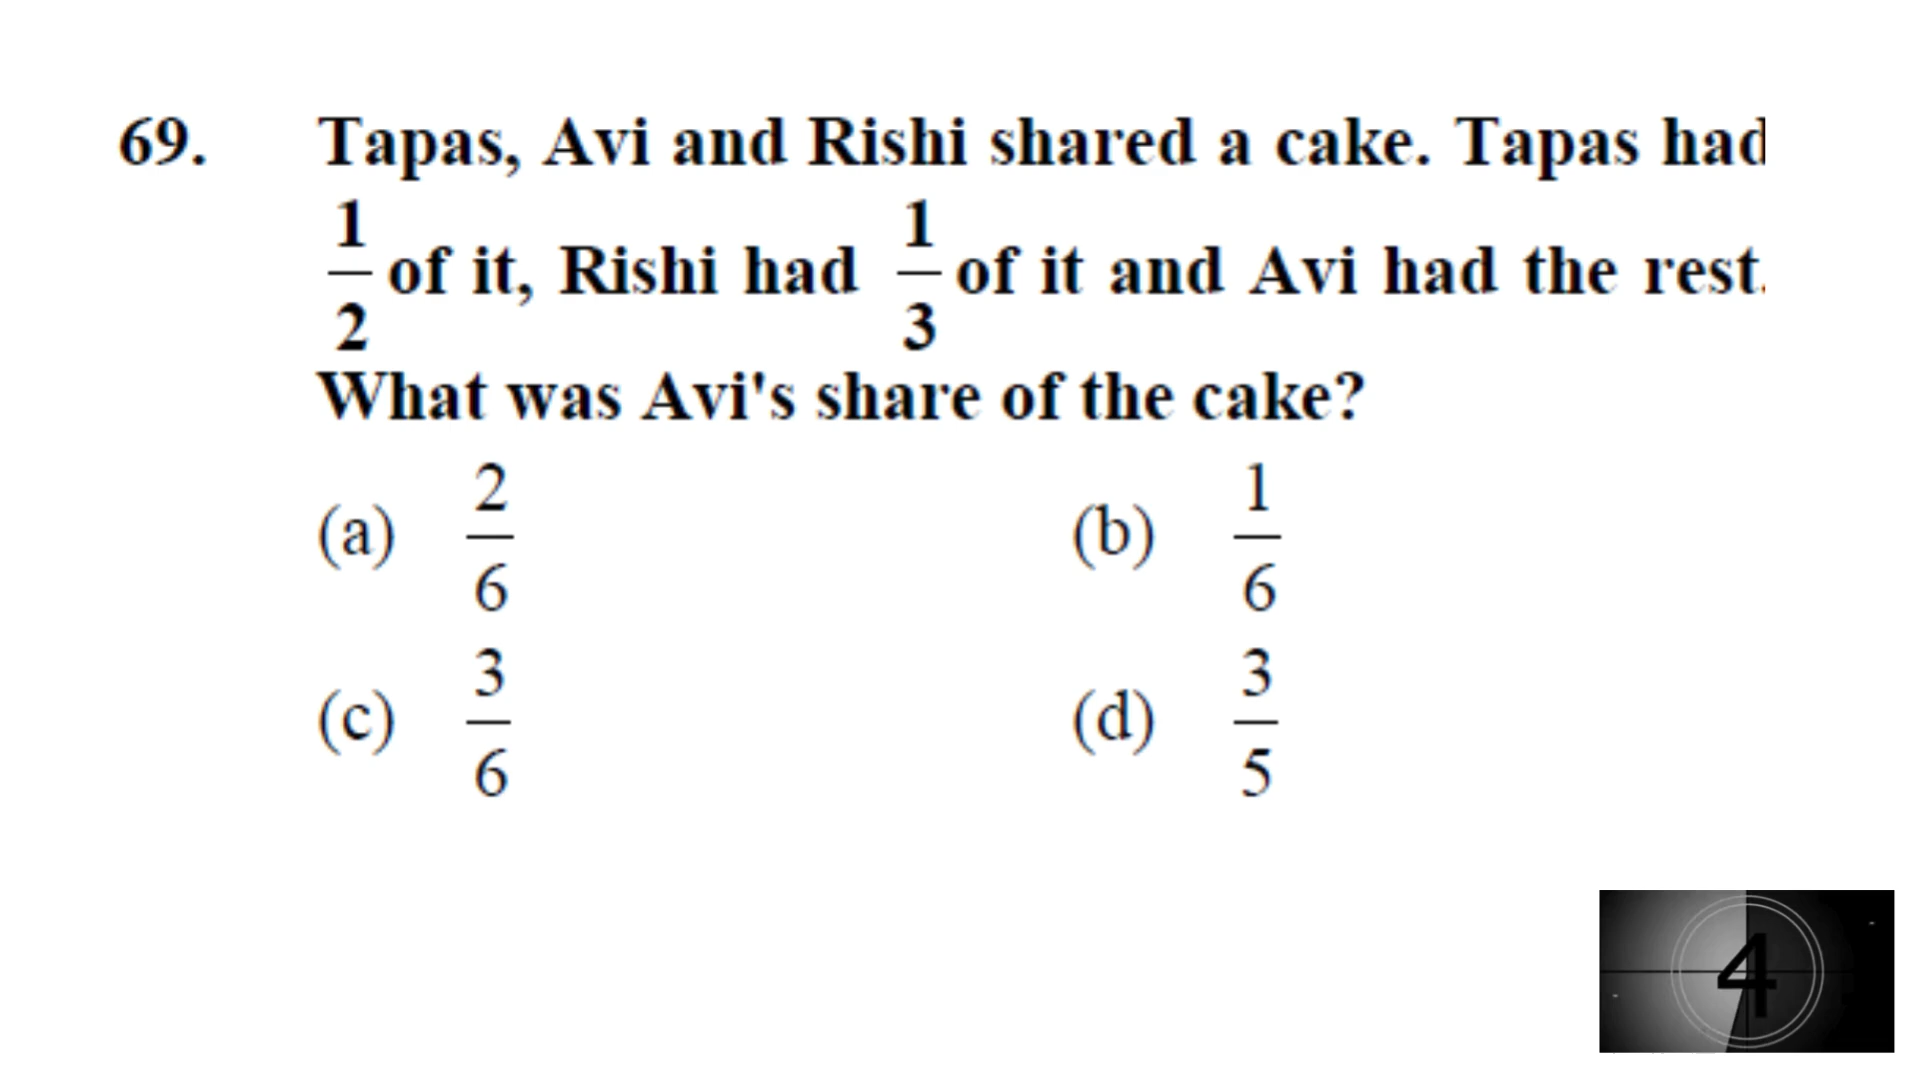 69. Tapas, Avi and Rishi shared a cake. Tapas had
1/2 of it, Rishi had 1/3 of it and Avi had the rest.
What was Avi's share of the cake?
(a) 2/6 (b) 1/6
(c) 3/6 (d) 3/5
4